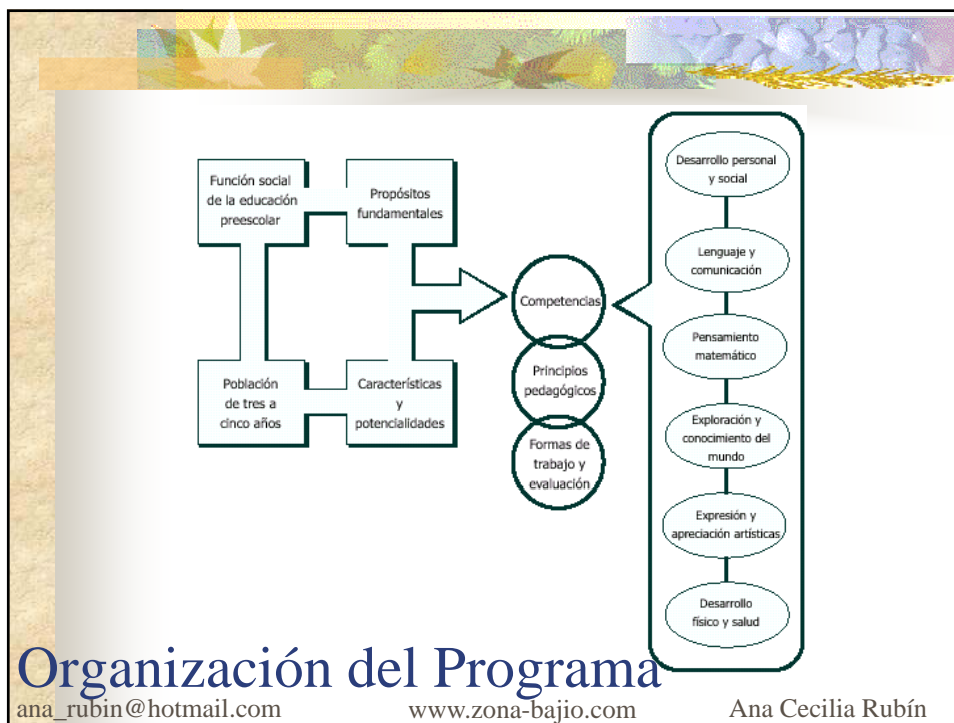 Función social
de la educación
preescolar
Propósitos
fundamentales
Población
de tres a
cinco años
Características
y
potencialidades
Competencias
Principios
pedagógicos
Formas de
trabajo y
evaluación
Desarrollo personal
y social
Lenguaje y
comunicación
Pensamiento
matemático
Exploración y
conocimiento del
mundo
Expresión y
apreciación artísticas
Desarrollo
físico y salud
Organización del Programa
ana_rubin@hotmail.com www.zona-bajio.com Ana Cecilia Rubín